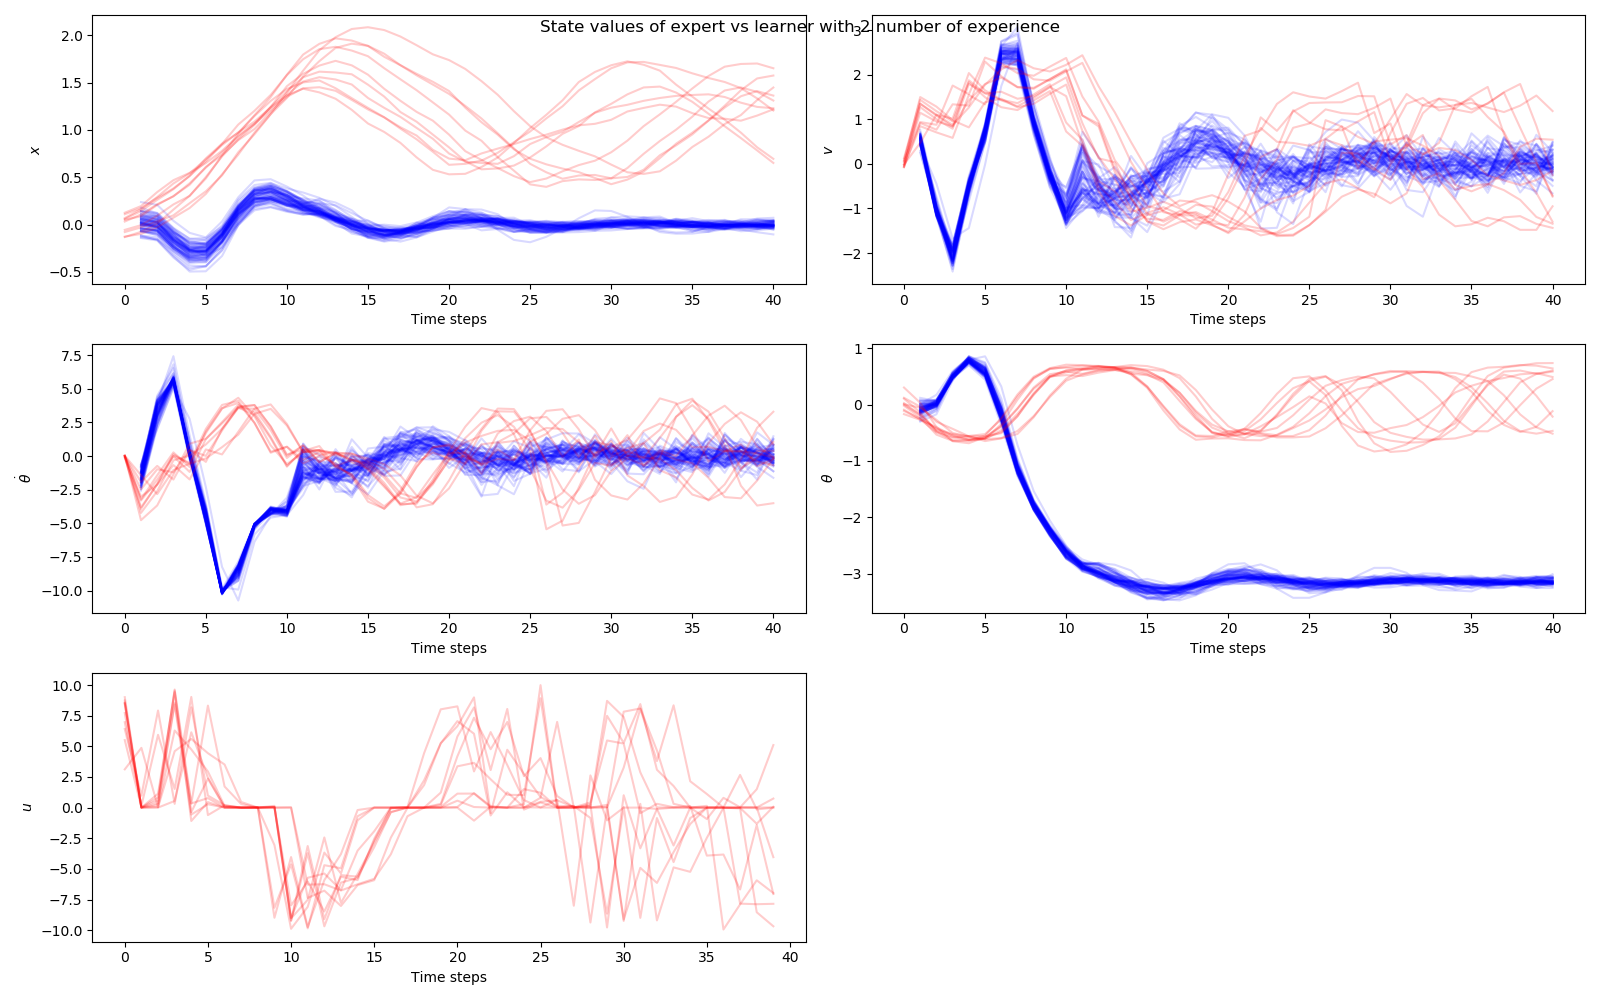 State values of expert vs learner with 2 number of experience
2.0
1.5
1.0
0.5
0.0
−0.5
x
0 5 10 15 20 25 30 35 40
Time steps
3
2
1
0
−1
−2
v
0 5 10 15 20 25 30 35 40
Time steps
7.5
5.0
2.5
0.0
−2.5
−5.0
−7.5
−10.0
θ̇
0 5 10 15 20 25 30 35 40
Time steps
1
0
−1
−2
−3
θ
0 5 10 15 20 25 30 35 40
Time steps
10.0
7.5
5.0
2.5
0.0
−2.5
−5.0
−7.5
−10.0
u
0 5 10 15 20 25 30 35 40
Time steps